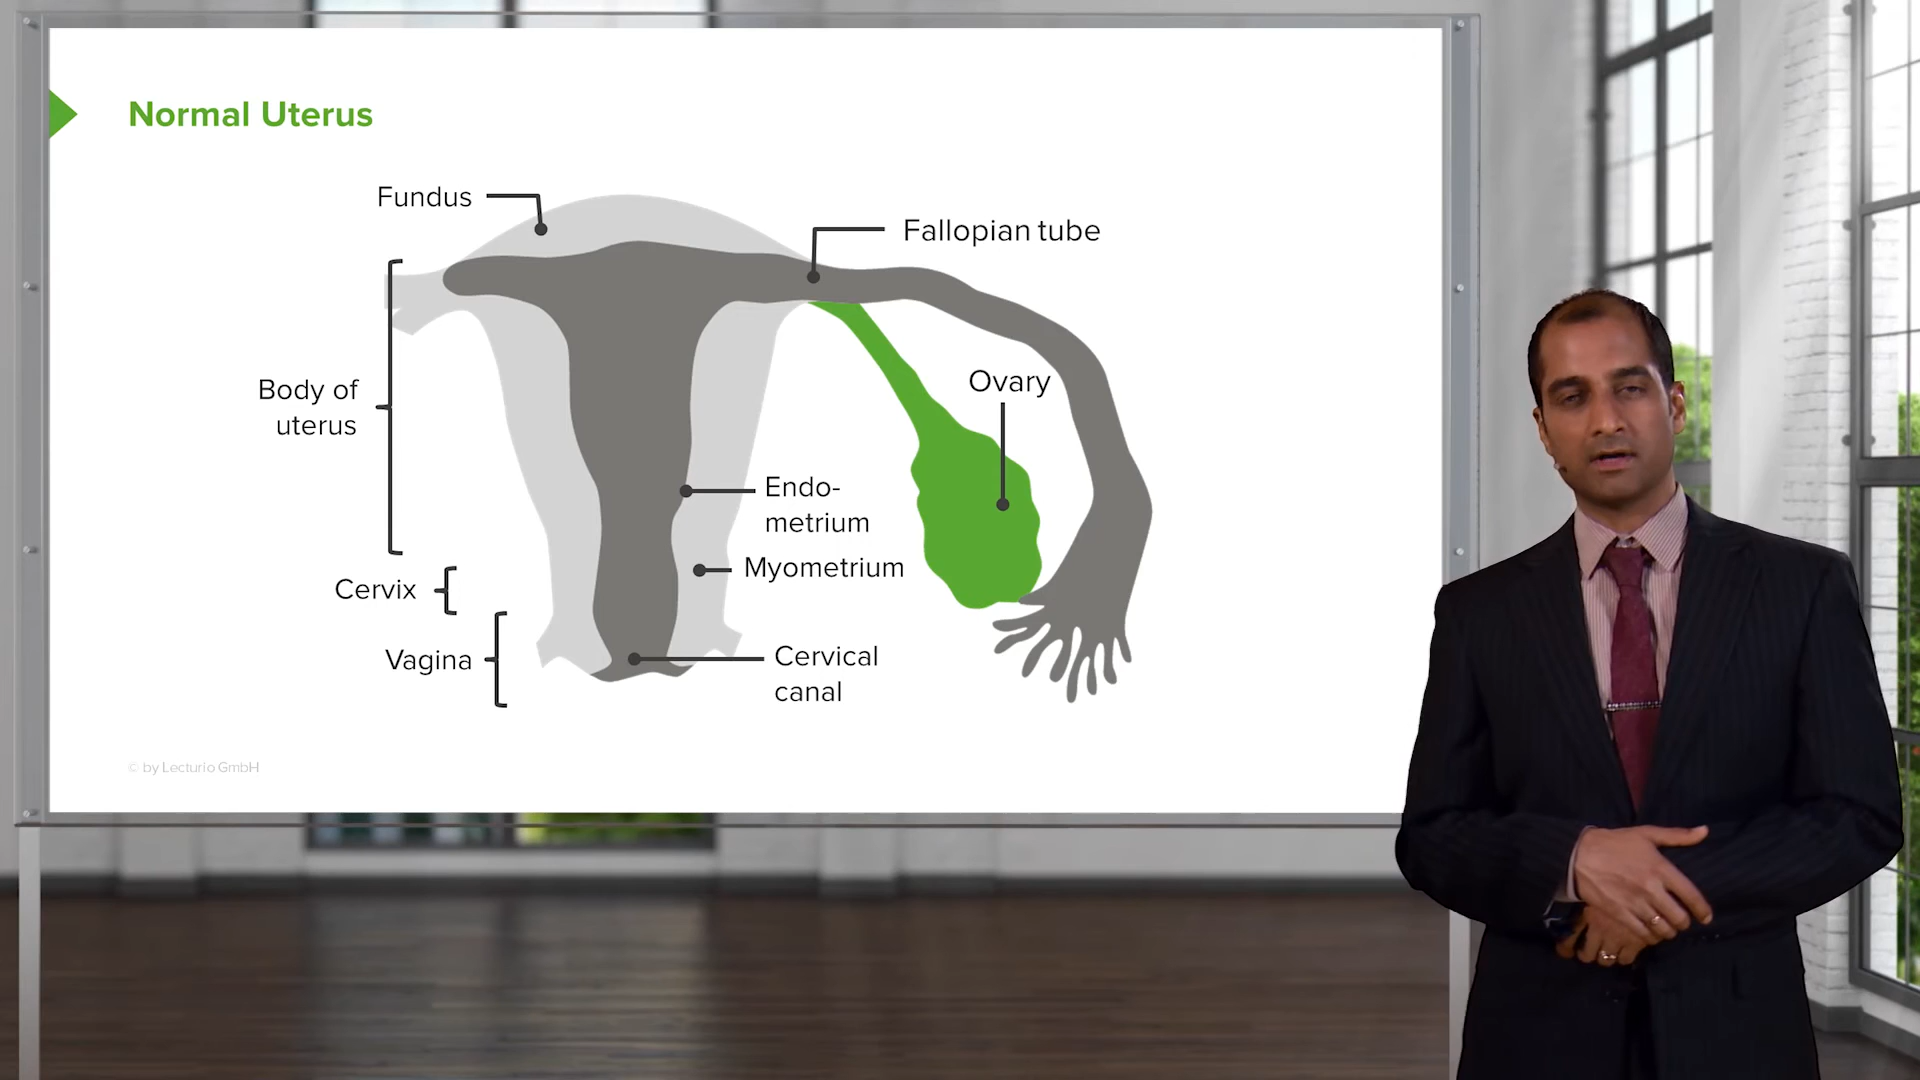 Normal Uterus
Fundus
Fallopian tube
Body of
uterus
Ovary
Endo-
metrium
Myometrium
Cervix
Vagina
Cervical
canal
© by Lecturio GmbH